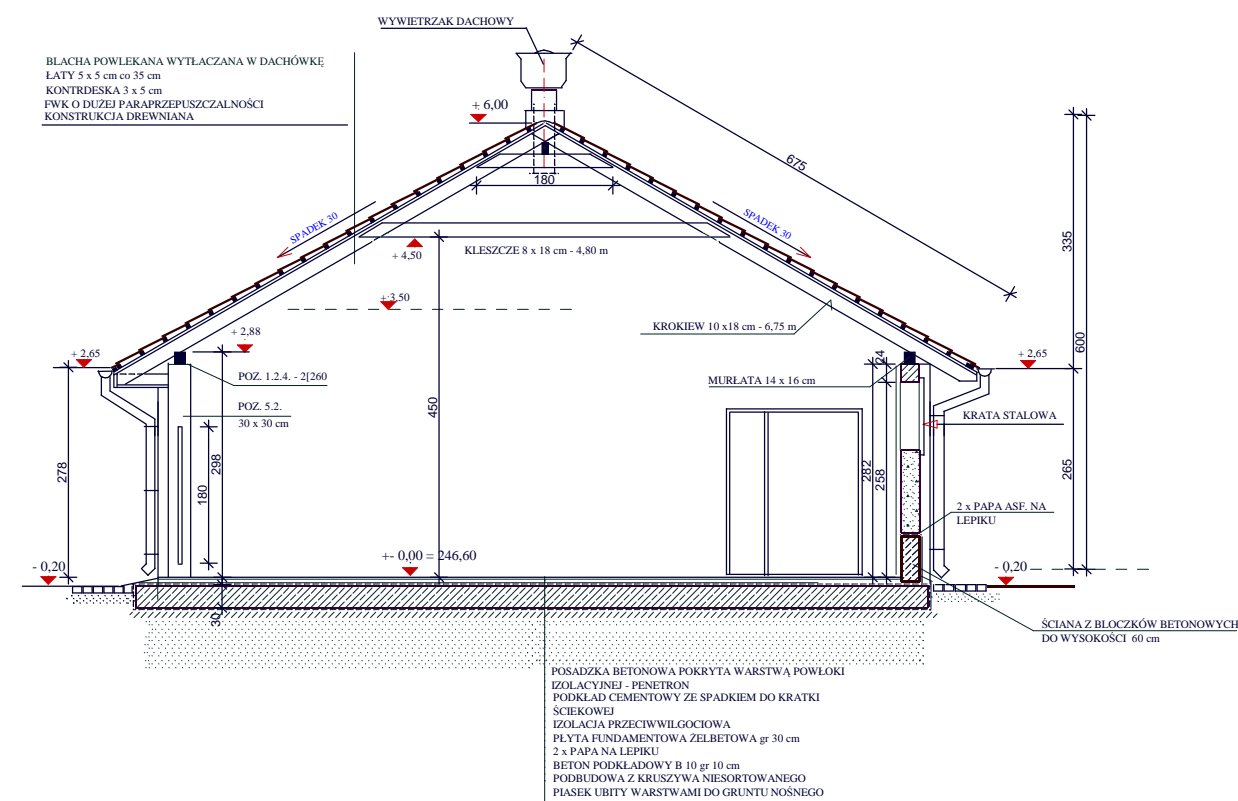 WYWIETRZAK DACHOWY
BLACHA POWLEKANA WYTŁACZANA W DACHÓWKĘ
ŁATY 5 x 5 cm co 35 cm
KONTRDESKA 3 x 5 cm
FWK O DUŻEJ PARAPRZEPUSZCZALNOŚCI
KONSTRUKCJA DREWNIANA
+ 6,00
675
180
SPADEK 30
SPADEK 30
335
600
KLESZCZE 8 x 18 cm - 4,80 m
+ 4,50
+ 3,50
KROKIEW 10 x18 cm - 6,75 m
+ 2,88
+ 2,65
+ 2,65
24
POZ. 1.2.4. - 2[260
MURŁATA 14 x 16 cm
POZ. 5.2.
30 x 30 cm
450
KRATA STALOWA
278
180
298
282
258
265
2 x PAPA ASF. NA
LEPIKU
+- 0,00 = 246,60
- 0,20
- 0,20
30
ŚCIANA Z BLOCZKÓW BETONOWYCH
DO WYSOKOŚCI 60 cm
POSADZKA BETONOWA POKRYTA WARSTWĄ POWŁOKI
IZOLACYJNEJ - PENETRON
PODKŁAD CEMENTOWY ZE SPADKIEM DO KRATKI
ŚCIEKOWEJ
IZOLACJA PRZECIWWILGOCIOWA
PŁYTA FUNDAMENTOWA ŻELBETOWA gr 30 cm
2 x PAPA NA LEPIKU
BETON PODKŁADOWY B 10 gr 10 cm
PODBUDOWA Z KRUSZYWA NIESORTOWANEGO
PIASEK UBITY WARSTWAMI DO GRUNTU NOŚNEGO